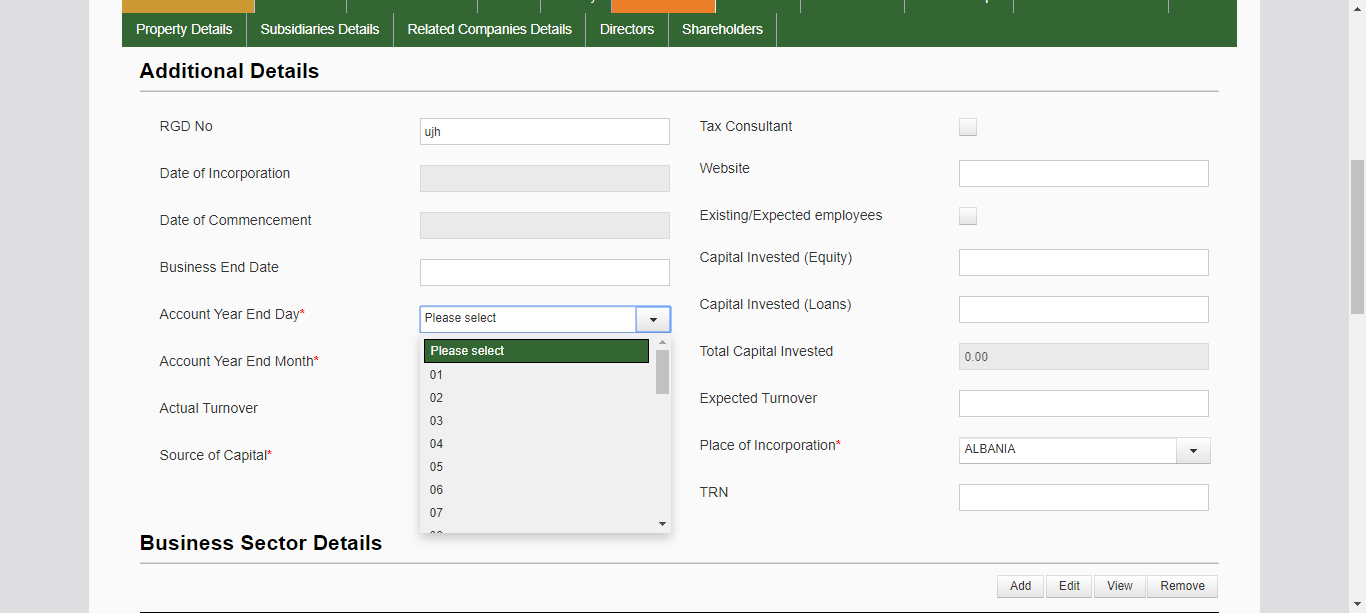 Property Details Subsidiaries Details Related Companies Details Directors Shareholders
Additional Details
RGD No
ujh
Date of Incorporation
Date of Commencement
Business End Date
Account Year End Day*
Please select
Please select
01
02
03
04
05
06
07
Account Year End Month*
Actual Turnover
Source of Capital*
Tax Consultant
Website
Existing/Expected employees
Capital Invested (Equity)
Capital Invested (Loans)
Total Capital Invested
0.00
Expected Turnover
Place of Incorporation*
ALBANIA
TRN
Business Sector Details
Add Edit View Remove